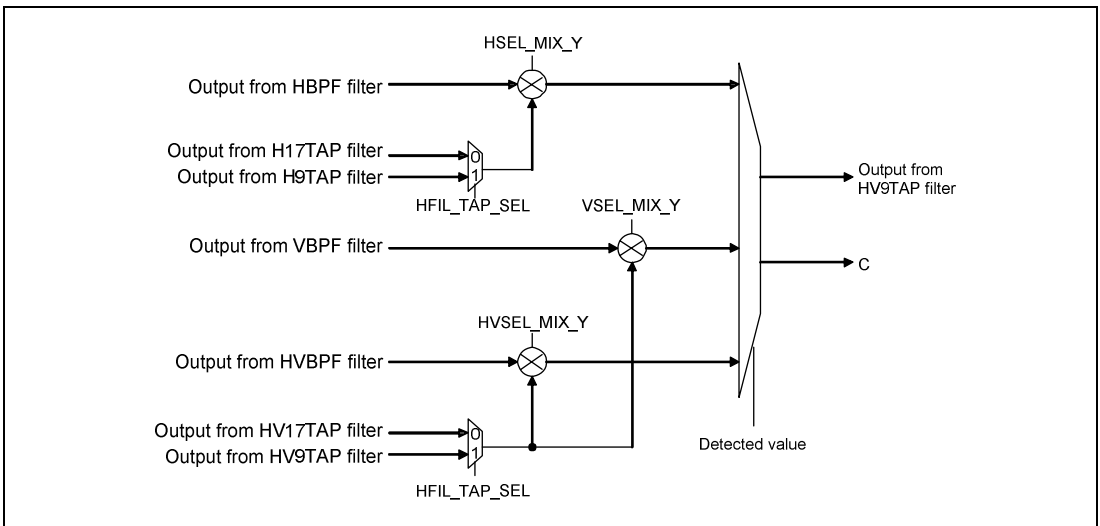 HSEL_MIX_Y
Output from HBPF filter
Output from H17TAP filter
0
Output from H9TAP filter
1
HFIL_TAP_SEL
VSEL_MIX_Y
Output from
HV9TAP filter
Output from VBPF filter
C
HVSEL_MIX_Y
Output from HVBPF filter
Output from HV17TAP filter
0
Output from HV9TAP filter
1
HFIL_TAP_SEL
Detected value